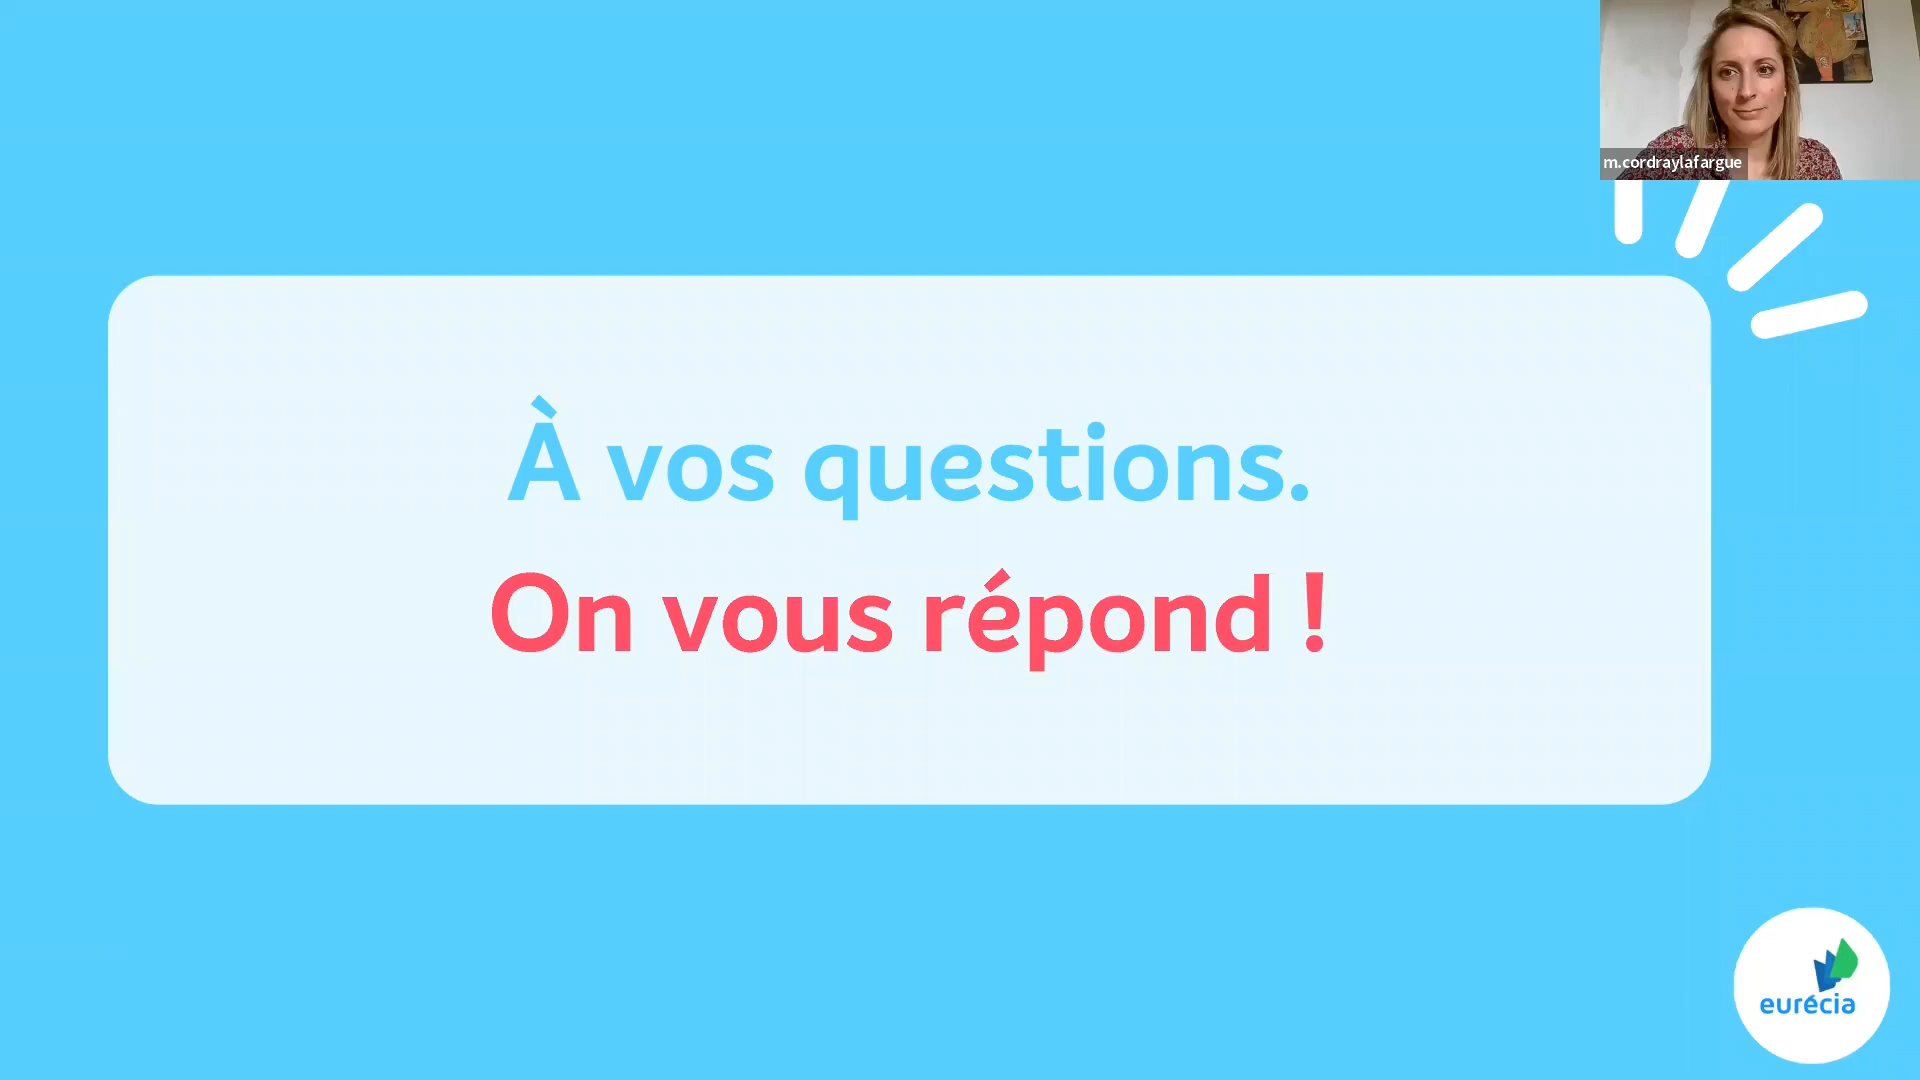 m.cordraylafargue
À vos questions.
On vous répond !
eurécia